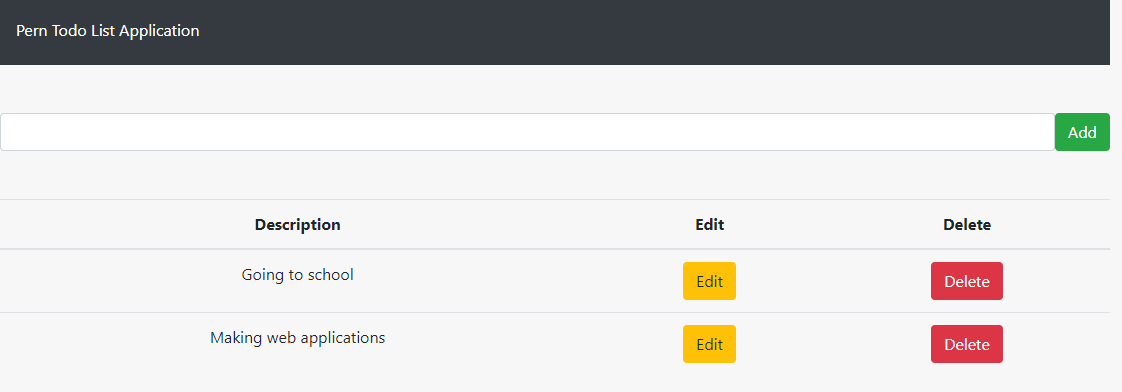 Pern Todo List Application
Add
Description Edit Delete
Going to school Edit Delete
Making web applications Edit Delete